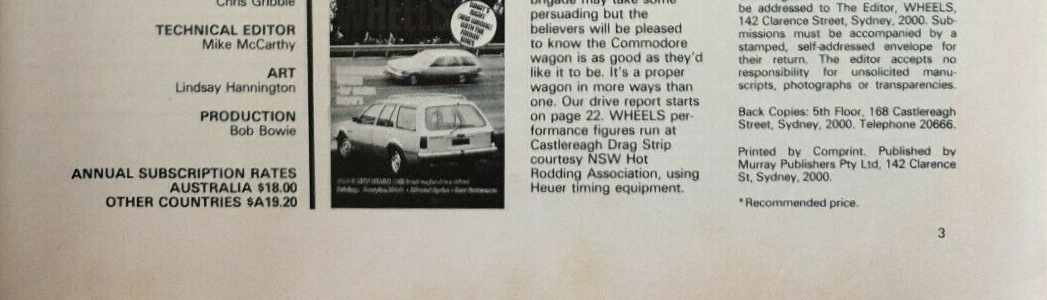 Chris Gribble
TECHNICAL EDITOR
Mike McCarthy
ART
Lindsay Hannington
PRODUCTION
Bob Bowie
ANNUAL SUBSCRIPTION RATES
AUSTRALIA $18.00
OTHER COUNTRIES $A19.20
WHEELS
brigade may take some
persuading but the
believers will be pleased
to know the Commodore
wagon is as good as they'd
like it to be. It's a proper
wagon in more ways than
one. Our drive report starts
on page 22. WHEELS per-
formance figures run at
Castlereagh Drag Strip
courtesy NSW Hot
Rodding Association, using
Heuer timing equipment.
be addressed to The Editor, WHEELS,
142 Clarence Street, Sydney, 2000. Sub-
missions must be accompanied by a
stamped, self-addressed envelope for
their return. The editor accepts no
responsibility for unsolicited manu-
scripts, photographs or transparencies.
Back Copies: 5th Floor, 168 Castlereagh
Street, Sydney, 2000. Telephone 20666.
Printed by Comprint. Published by
Murray Publishers Pty Ltd, 142 Clarence
St, Sydney, 2000.
*Recommended price.
3